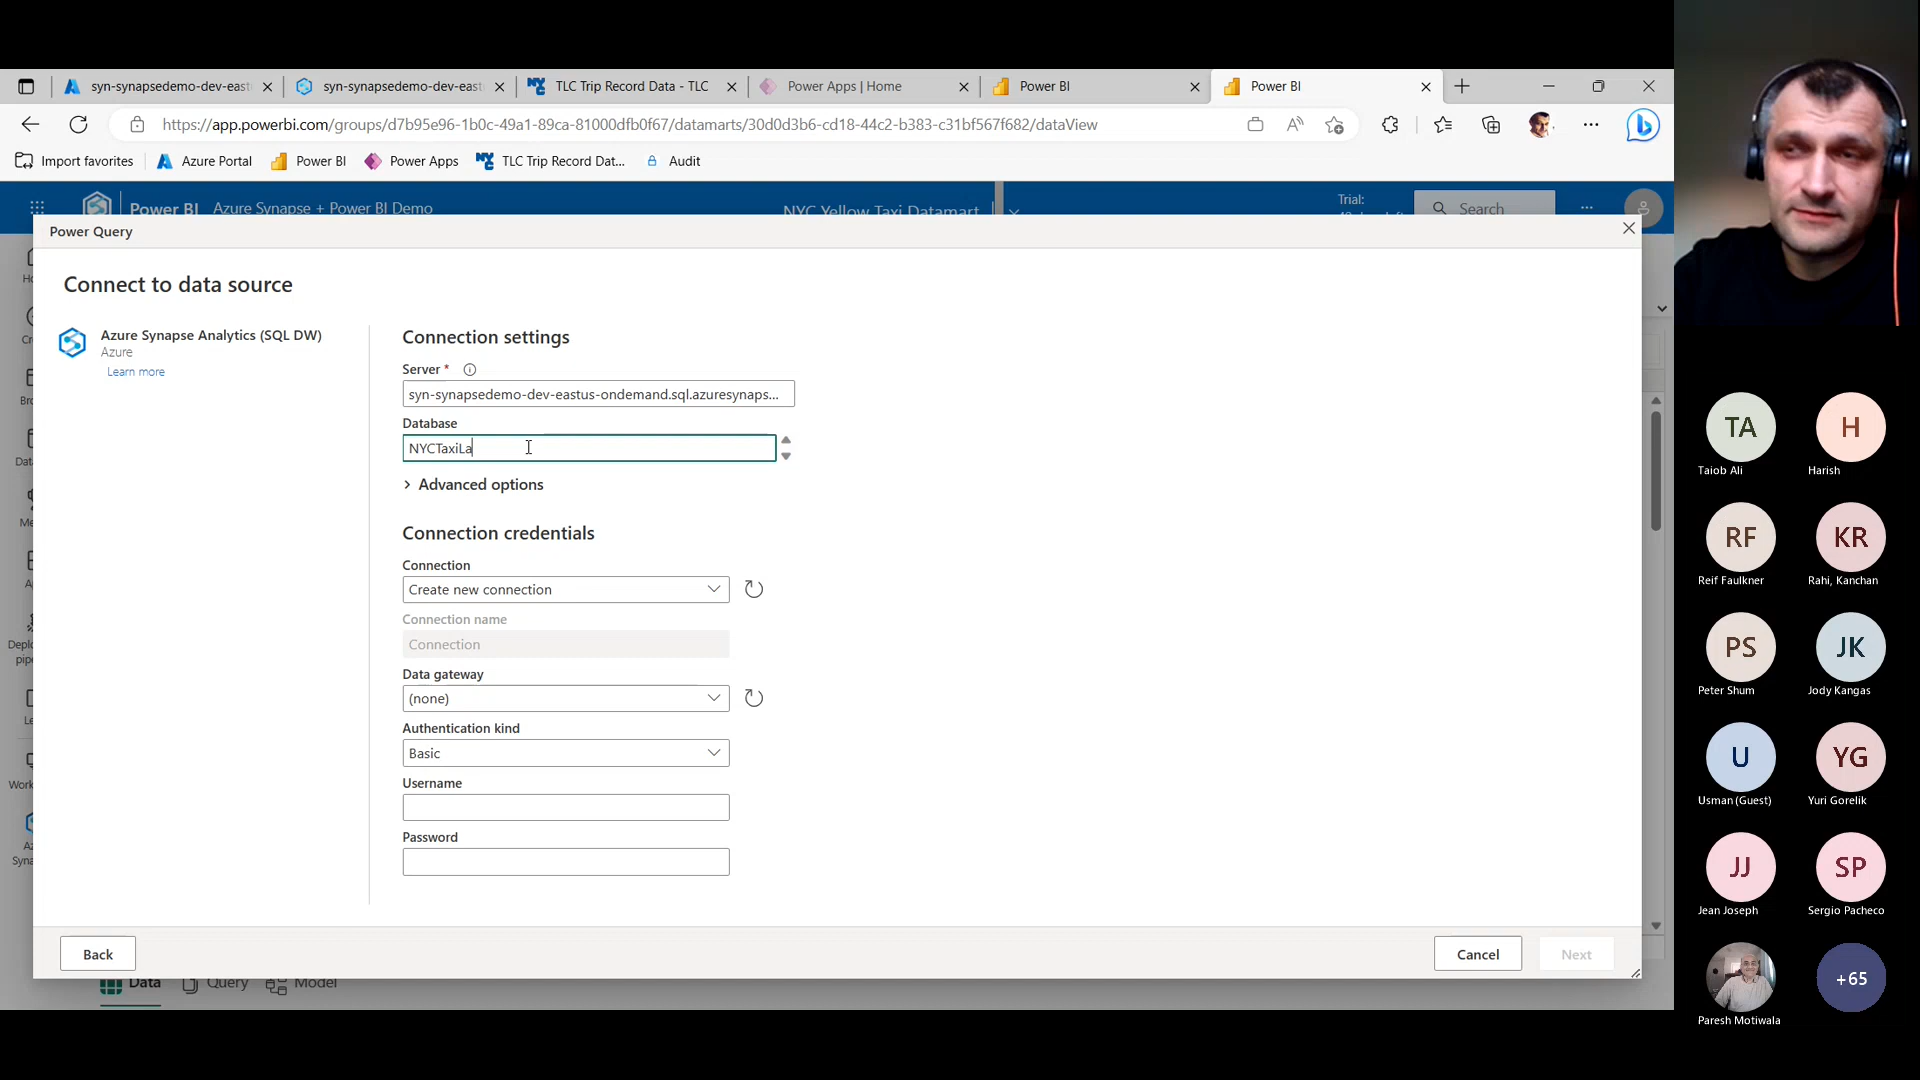 syn-synapsedemo-dev-east
syn-synapsedemo-dev-east
TLC Trip Record Data - TLC
Power Apps | Home
Power BI
Power BI
https://app.powerbi.com/groups/d7b95e96-1b0c-49a1-89ca-81000dfb0f67/datamarts/30d0d3b6-cd18-44c2-b383-c31bf567f682/dataView
Import favorites
Azure Portal
Power BI
Power Apps
TLC Trip Record Dat...
Audit
Power BI
Azure Synapse + Power BI Demo
NYC Yellow Taxi Datamart
Trial:
Search
Power Query
Connect to data source
Azure Synapse Analytics (SQL DW)
Azure
Learn more
Connection settings
Server *
syn-synapsedemo-dev-eastus-ondemand.sql.azuresynaps...
Database
NYCTaxiLa
Advanced options
Connection credentials
Connection
Create new connection
Connection name
Connection
Data gateway
(none)
Authentication kind
Basic
Username
Password
Back
Cancel
Next
Data
Query
Model
TA
Taiob Ali
H
Harish
RF
Reif Faulkner
KR
Rahi, Kanchan
PS
Peter Shum
JK
Jody Kangas
U
Usman (Guest)
YG
Yuri Gorelik
JJ
Jean Joseph
SP
Sergio Pacheco
Paresh Motiwala
+65